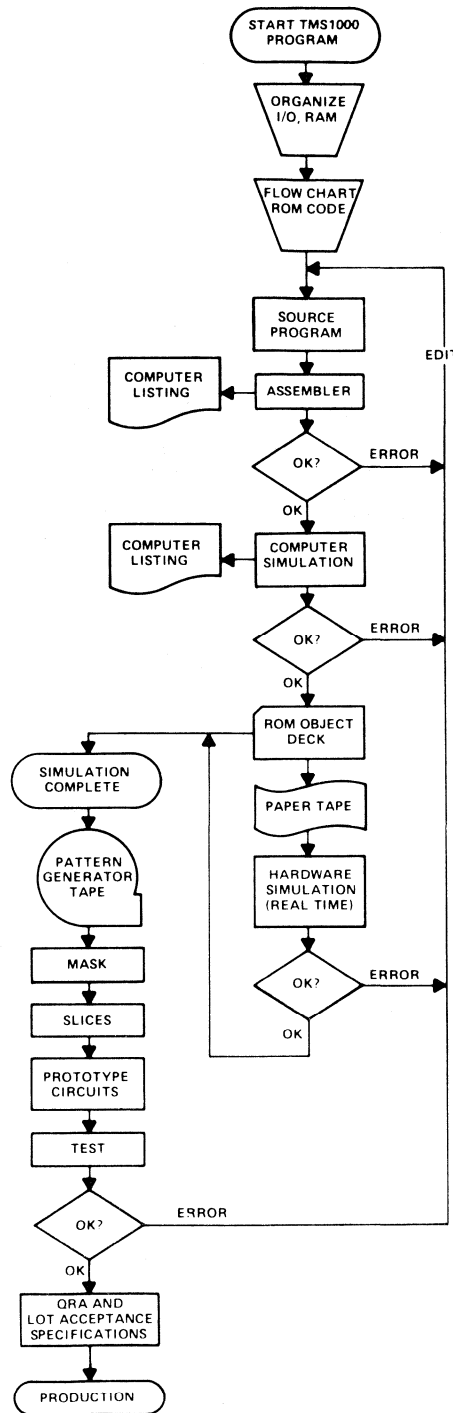 START TMS1000
PROGRAM
ORGANIZE
I/O, RAM
FLOW CHART
ROM CODE
SOURCE
PROGRAM
EDIT
COMPUTER
LISTING
ASSEMBLER
OK?
ERROR
OK
COMPUTER
LISTING
COMPUTER
SIMULATION
OK?
ERROR
OK
ROM OBJECT
DECK
SIMULATION
COMPLETE
PAPER TAPE
PATTERN
GENERATOR
TAPE
HARDWARE
SIMULATION
(REAL TIME)
MASK
OK?
ERROR
OK
SLICES
PROTOTYPE
CIRCUITS
TEST
OK?
ERROR
OK
QRA AND
LOT ACCEPTANCE
SPECIFICATIONS
PRODUCTION